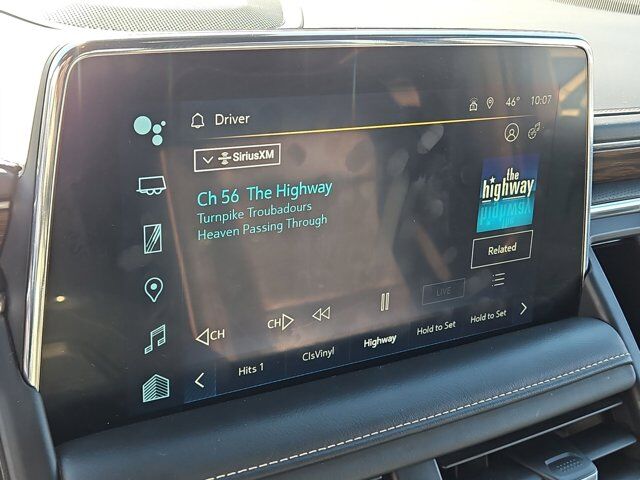 Driver
46° 10:07
SiriusXM
Ch 56 The Highway
Turnpike Troubadours
Heaven Passing Through
the
highway
Related
LIVE
CH
CH
Hits 1
ClsVinyl
Highway
Hold to Set
Hold to Set